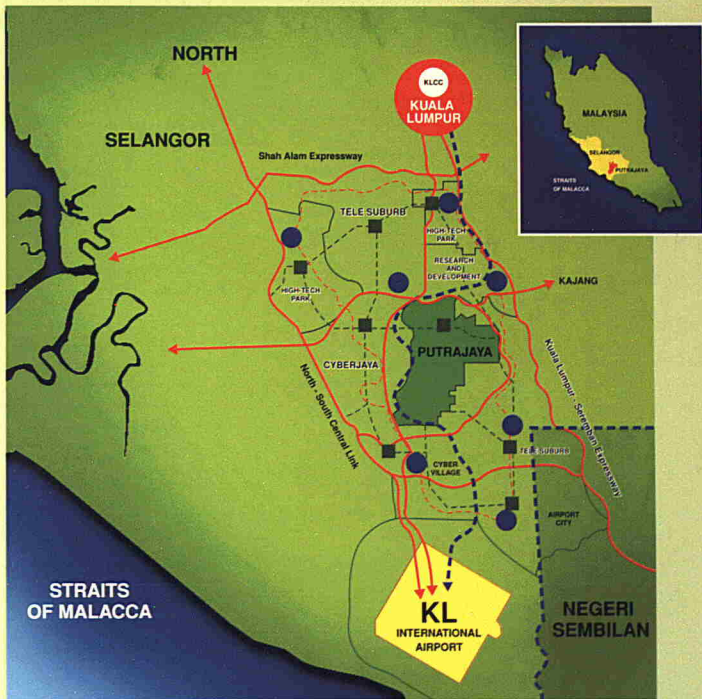 NORTH
KLCC
KUALA
LUMPUR
MALAYSIA
SELANGOR
PUTRAJAYA
STRAITS
OF MALACCA
SELANGOR
Shah Alam Expressway
TELE SUBURB
HIGH-TECH
PARK
RESEARCH
AND
DEVELOPMENT
KAJANG
HIGH-TECH
PARK
PUTRAJAYA
CYBERJAYA
North - South Central Link
Kuala Lumpur - Seremban Expressway
TELE SUBURB
CYBER
VILLAGE
AIRPORT
CITY
STRAITS
OF MALACCA
KL
INTERNATIONAL
AIRPORT
NEGERI
SEMBILAN